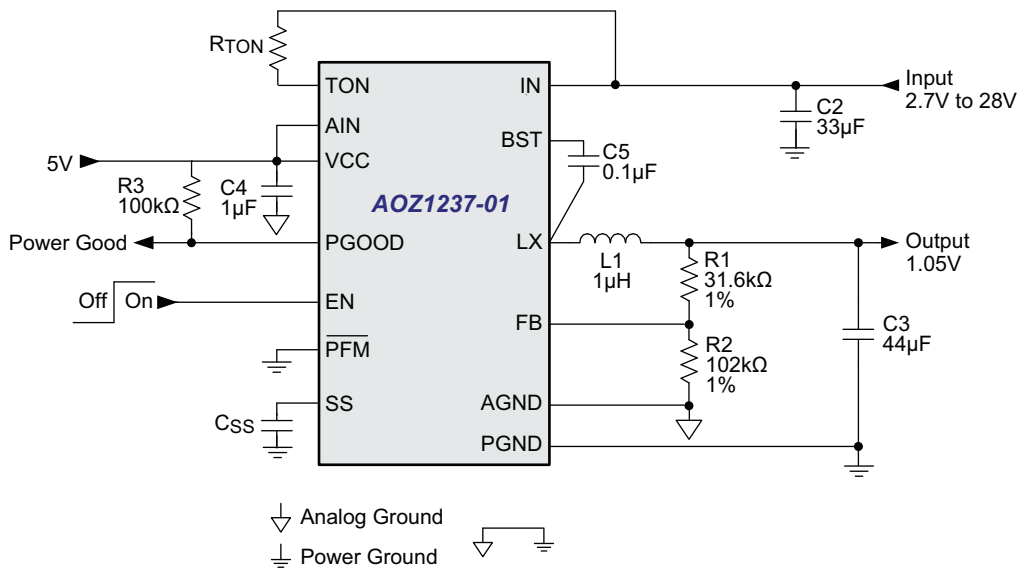 RTON
TON
IN
Input
2.7V to 28V
C2
33µF
AIN
BST
C5
0.1µF
5V
VCC
R3
100kΩ
C4
1µF
AOZ1237-01
Power Good
PGOOD
LX
L1
1µH
Output
1.05V
R1
31.6kΩ
1%
Off
On
EN
FB
C3
44µF
PFM
R2
102kΩ
1%
SS
AGND
CSS
PGND
Analog Ground
Power Ground